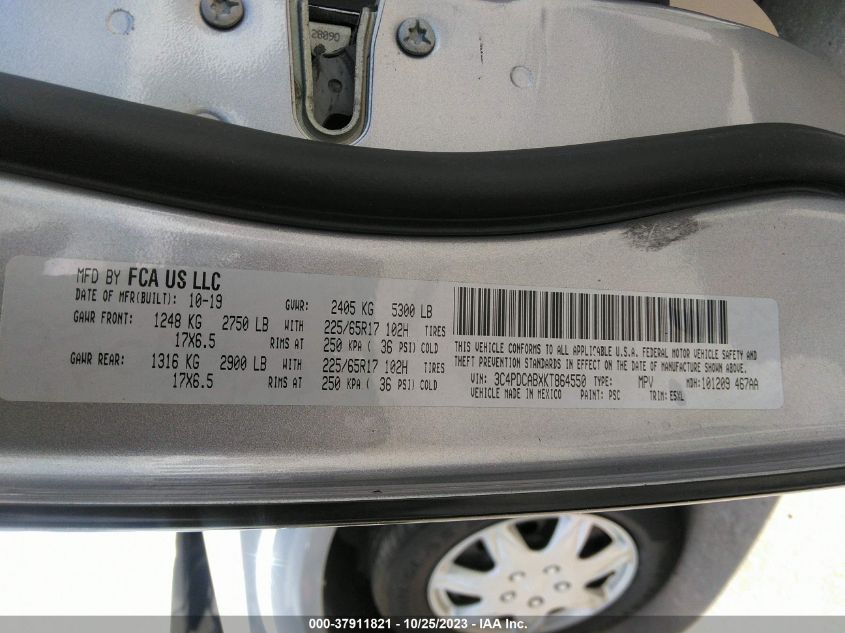 28090
MFD BY FCA US LLC
DATE OF MFR(BUILT): 10-19 GVWR: 2405 KG 5300 LB
GAWR FRONT: 1248 KG 2750 LB WITH 225/65R17 102H TIRES
17X6.5 RIMS AT 250 KPA ( 36 PSI) COLD
GAWR REAR: 1316 KG 2900 LB WITH 225/65R17 102H TIRES
17X6.5 RIMS AT 250 KPA ( 36 PSI) COLD
THIS VEHICLE CONFORMS TO ALL APPLICABLE U.S.A. FEDERAL MOTOR VEHICLE SAFETY AND
THEFT PREVENTION STANDARDS IN EFFECT ON THE DATE OF MANUFACTURE SHOWN ABOVE.
VIN: 3C4PDCABXKT864550 TYPE: MPV MDH: 101209 467AA
VEHICLE MADE IN MEXICO PAINT: PSC TRIM: E5XL
000-37911821 - 10/25/2023 - IAA Inc.